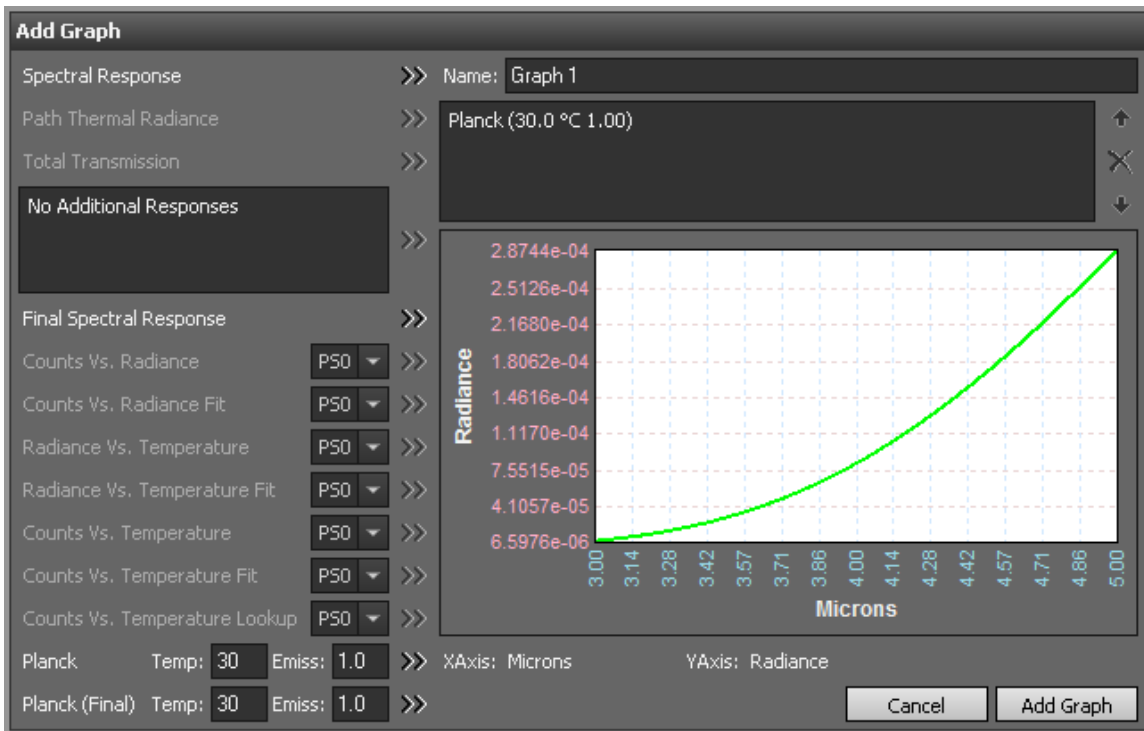 Add Graph
Spectral Response >>
Path Thermal Radiance >>
Total Transmission >>
No Additional Responses
>>
Final Spectral Response >>
Counts Vs. Radiance PS0 >>
Counts Vs. Radiance Fit PS0 >>
Radiance Vs. Temperature PS0 >>
Radiance Vs. Temperature Fit PS0 >>
Counts Vs. Temperature PS0 >>
Counts Vs. Temperature Fit PS0 >>
Counts Vs. Temperature Lookup PS0 >>
Planck Temp: 30 Emiss: 1.0 >>
Planck (Final) Temp: 30 Emiss: 1.0 >>
Name: Graph 1
Planck (30.0 °C 1.00)
Radiance
2.8744e-04
2.5126e-04
2.1680e-04
1.8062e-04
1.4616e-04
1.1170e-04
7.5515e-05
4.1057e-05
6.5976e-06
3.00 3.14 3.28 3.42 3.57 3.71 3.86 4.00 4.14 4.28 4.42 4.57 4.71 4.86 5.00
Microns
XAxis: Microns YAxis: Radiance
Cancel Add Graph